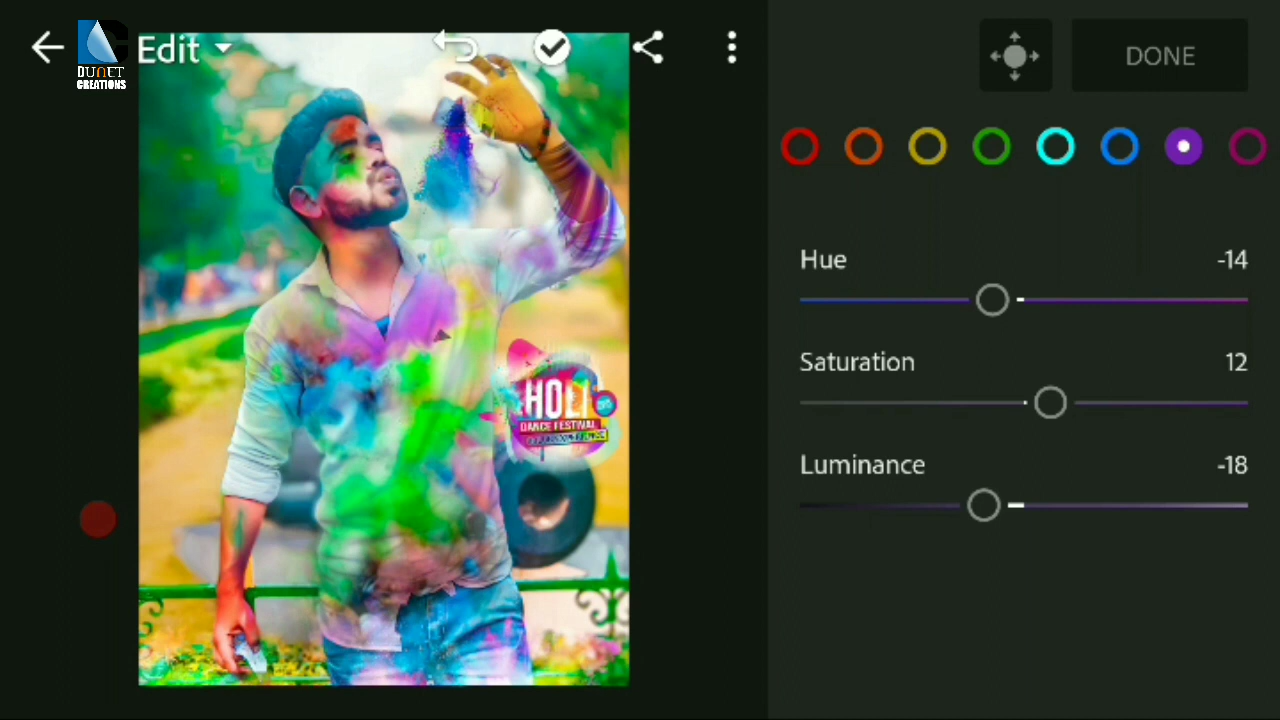 Edit
DUNET
CREATIONS
DONE
Hue -14
Saturation 12
Luminance -18
HOLI
DANCE FESTIVAL